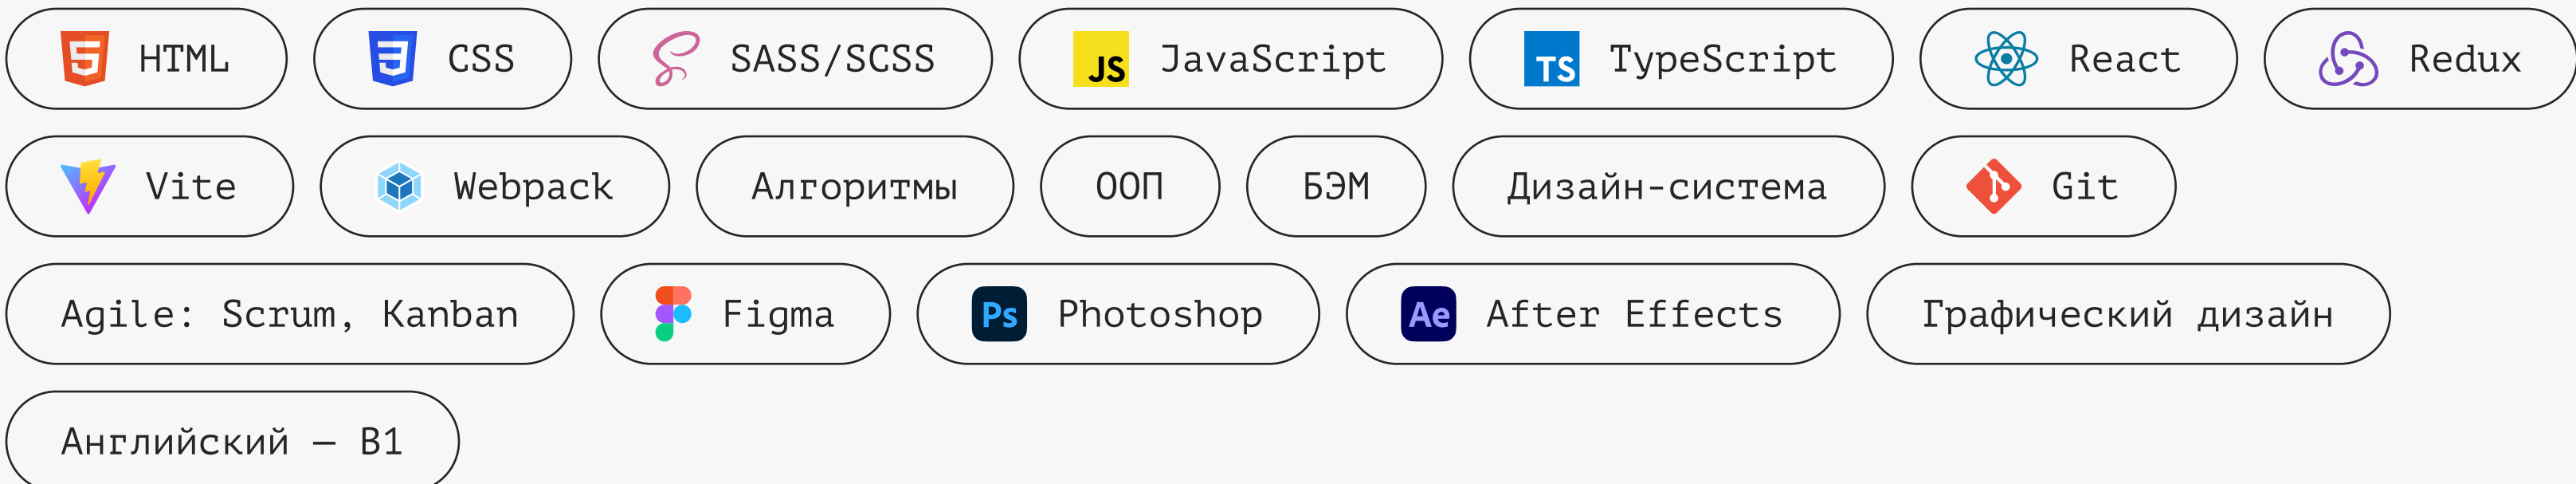 HTML CSS SASS/SCSS JS JavaScript TS TypeScript React Redux
Vite Webpack Алгоритмы ООП БЭМ Дизайн-система Git
Agile: Scrum, Kanban Figma Ps Photoshop Ae After Effects Графический дизайн
Английский — B1